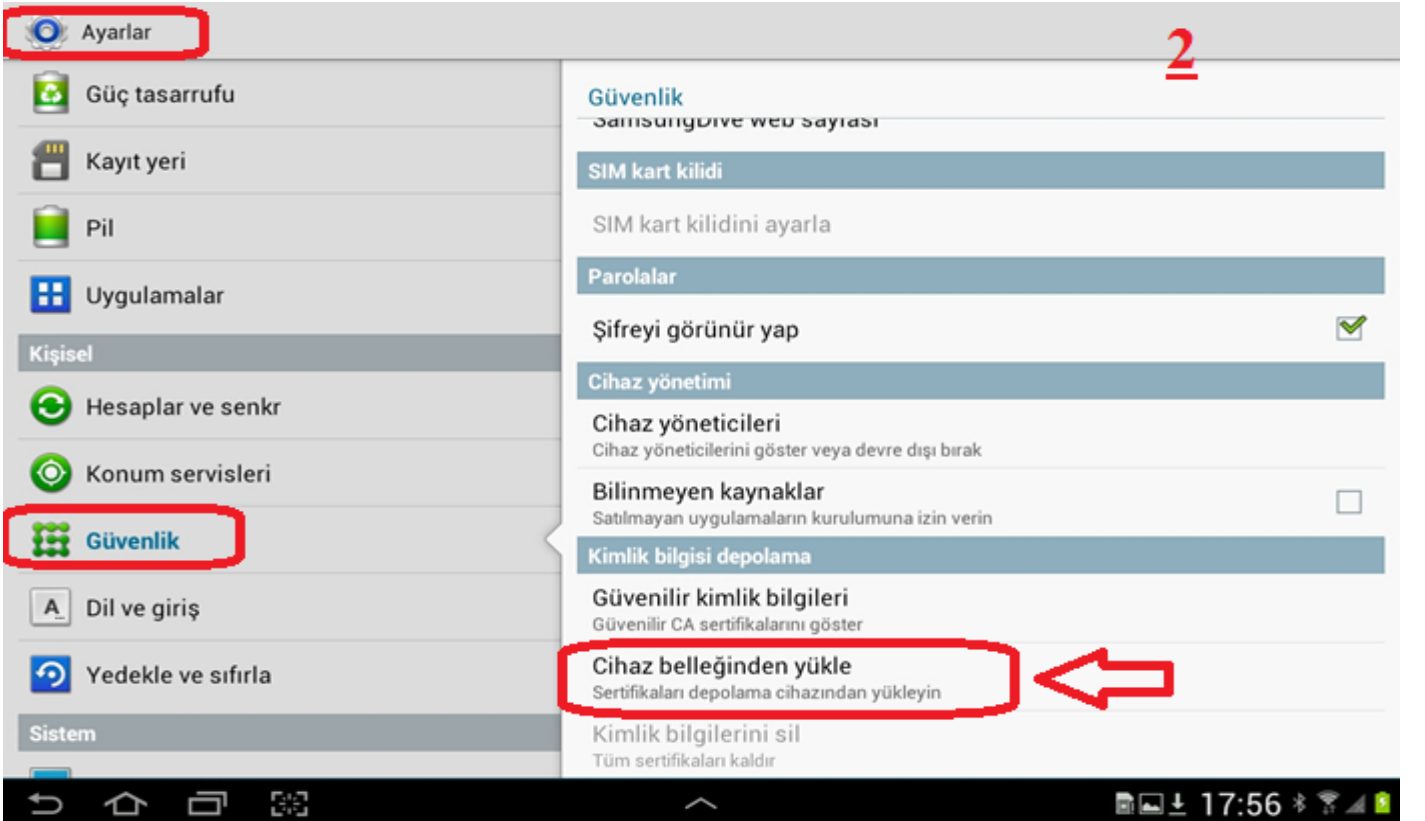 Ayarlar
2
Güç tasarrufu
Kayıt yeri
Pil
Uygulamalar
Kişisel
Hesaplar ve senkr
Konum servisleri
Güvenlik
Dil ve giriş
Yedekle ve sıfırla
Sistem
Güvenlik
SamsungDive web sayfası
SIM kart kilidi
SIM kart kilidini ayarla
Parolalar
Şifreyi görünür yap
Cihaz yönetimi
Cihaz yöneticileri
Cihaz yöneticilerini göster veya devre dışı bırak
Bilinmeyen kaynaklar
Satılmayan uygulamaların kurulumuna izin verin
Kimlik bilgisi depolama
Güvenilir kimlik bilgileri
Güvenilir CA sertifikalarını göster
Cihaz belleğinden yükle
Sertifikaları depolama cihazından yükleyin
Kimlik bilgilerini sil
Tüm sertifikaları kaldır
17:56